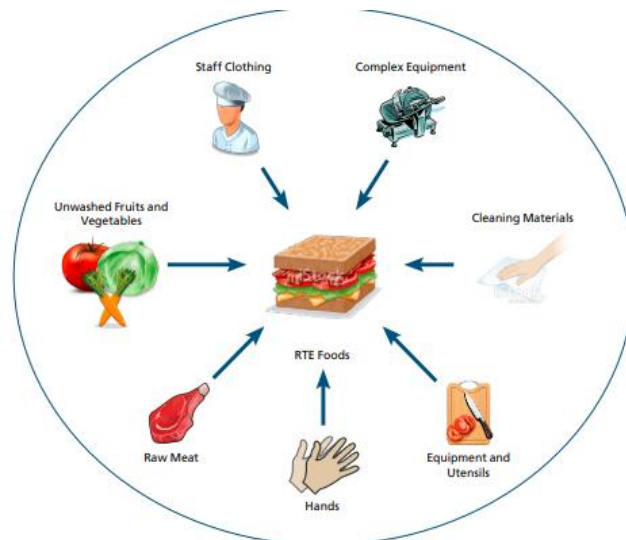 Staff Clothing
Complex Equipment
Unwashed Fruits and
Vegetables
Cleaning Materials
RTE Foods
Raw Meat
Equipment and
Utensils
Hands